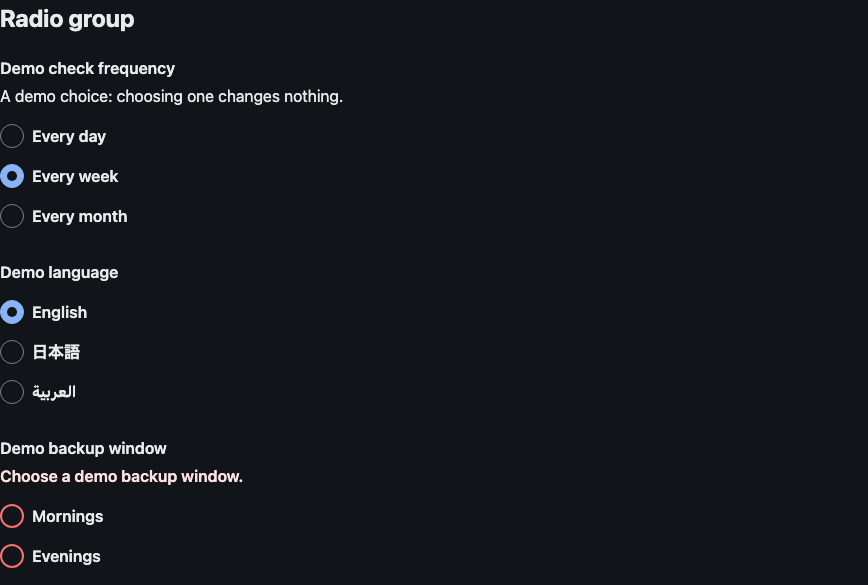 Radio group
Demo check frequency
A demo choice: choosing one changes nothing.
Every day
Every week
Every month
Demo language
English
日本語
العربية
Demo backup window
Choose a demo backup window.
Mornings
Evenings